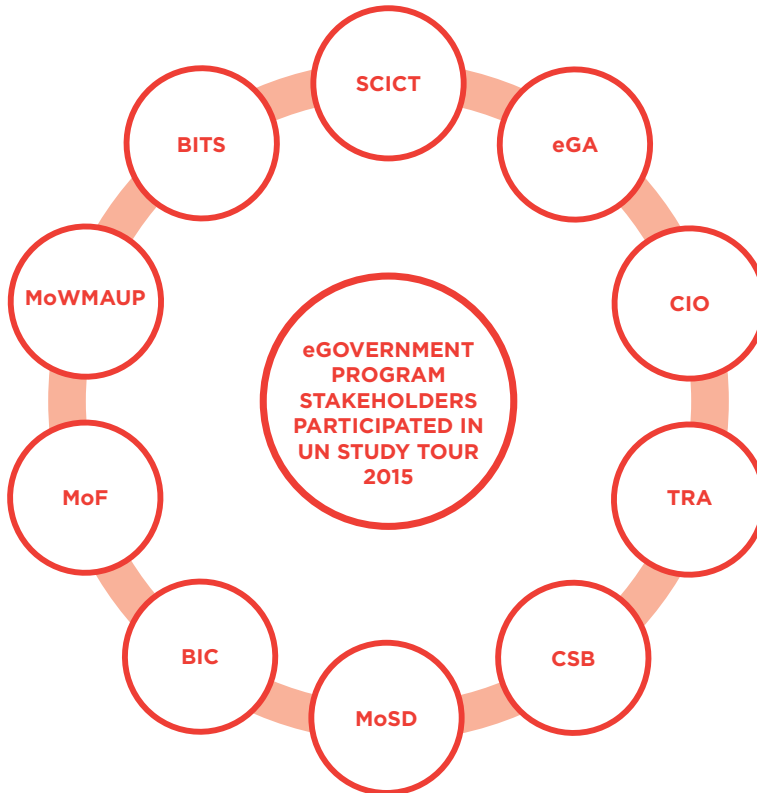 SCICT
eGA
CIO
TRA
CSB
MoSD
BIC
MoF
MoWMAUP
BITS
eGOVERNMENT
PROGRAM
STAKEHOLDERS
PARTICIPATED IN
UN STUDY TOUR
2015